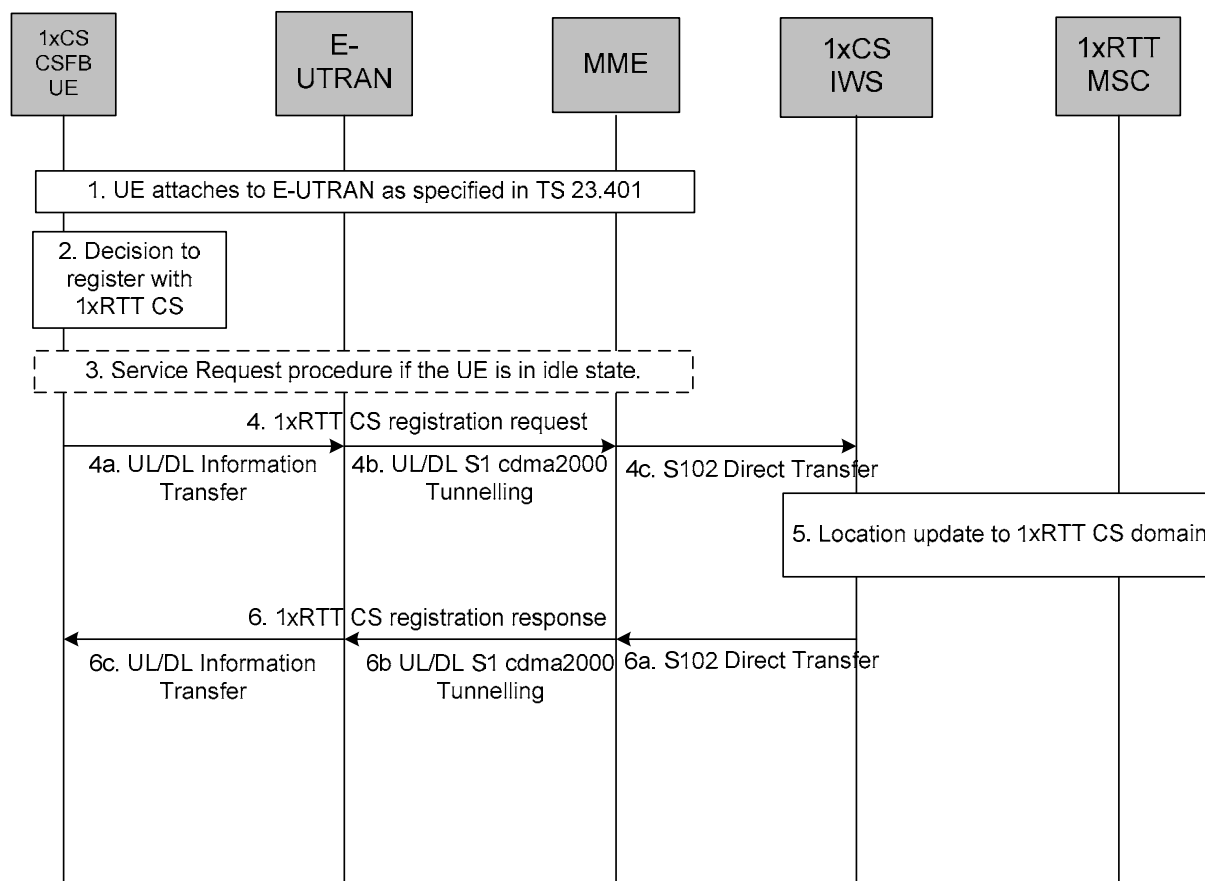 1xCS
CSFB
UE
E-
UTRAN
MME
1xCS
IWS
1xRTT
MSC
1. UE attaches to E-UTRAN as specified in TS 23.401
2. Decision to
register with
1xRTT CS
3. Service Request procedure if the UE is in idle state.
4. 1xRTT CS registration request
4a. UL/DL Information
Transfer
4b. UL/DL S1 cdma2000
Tunnelling
4c. S102 Direct Transfer
5. Location update to 1xRTT CS domain
6. 1xRTT CS registration response
6c. UL/DL Information
Transfer
6b UL/DL S1 cdma2000
Tunnelling
6a. S102 Direct Transfer